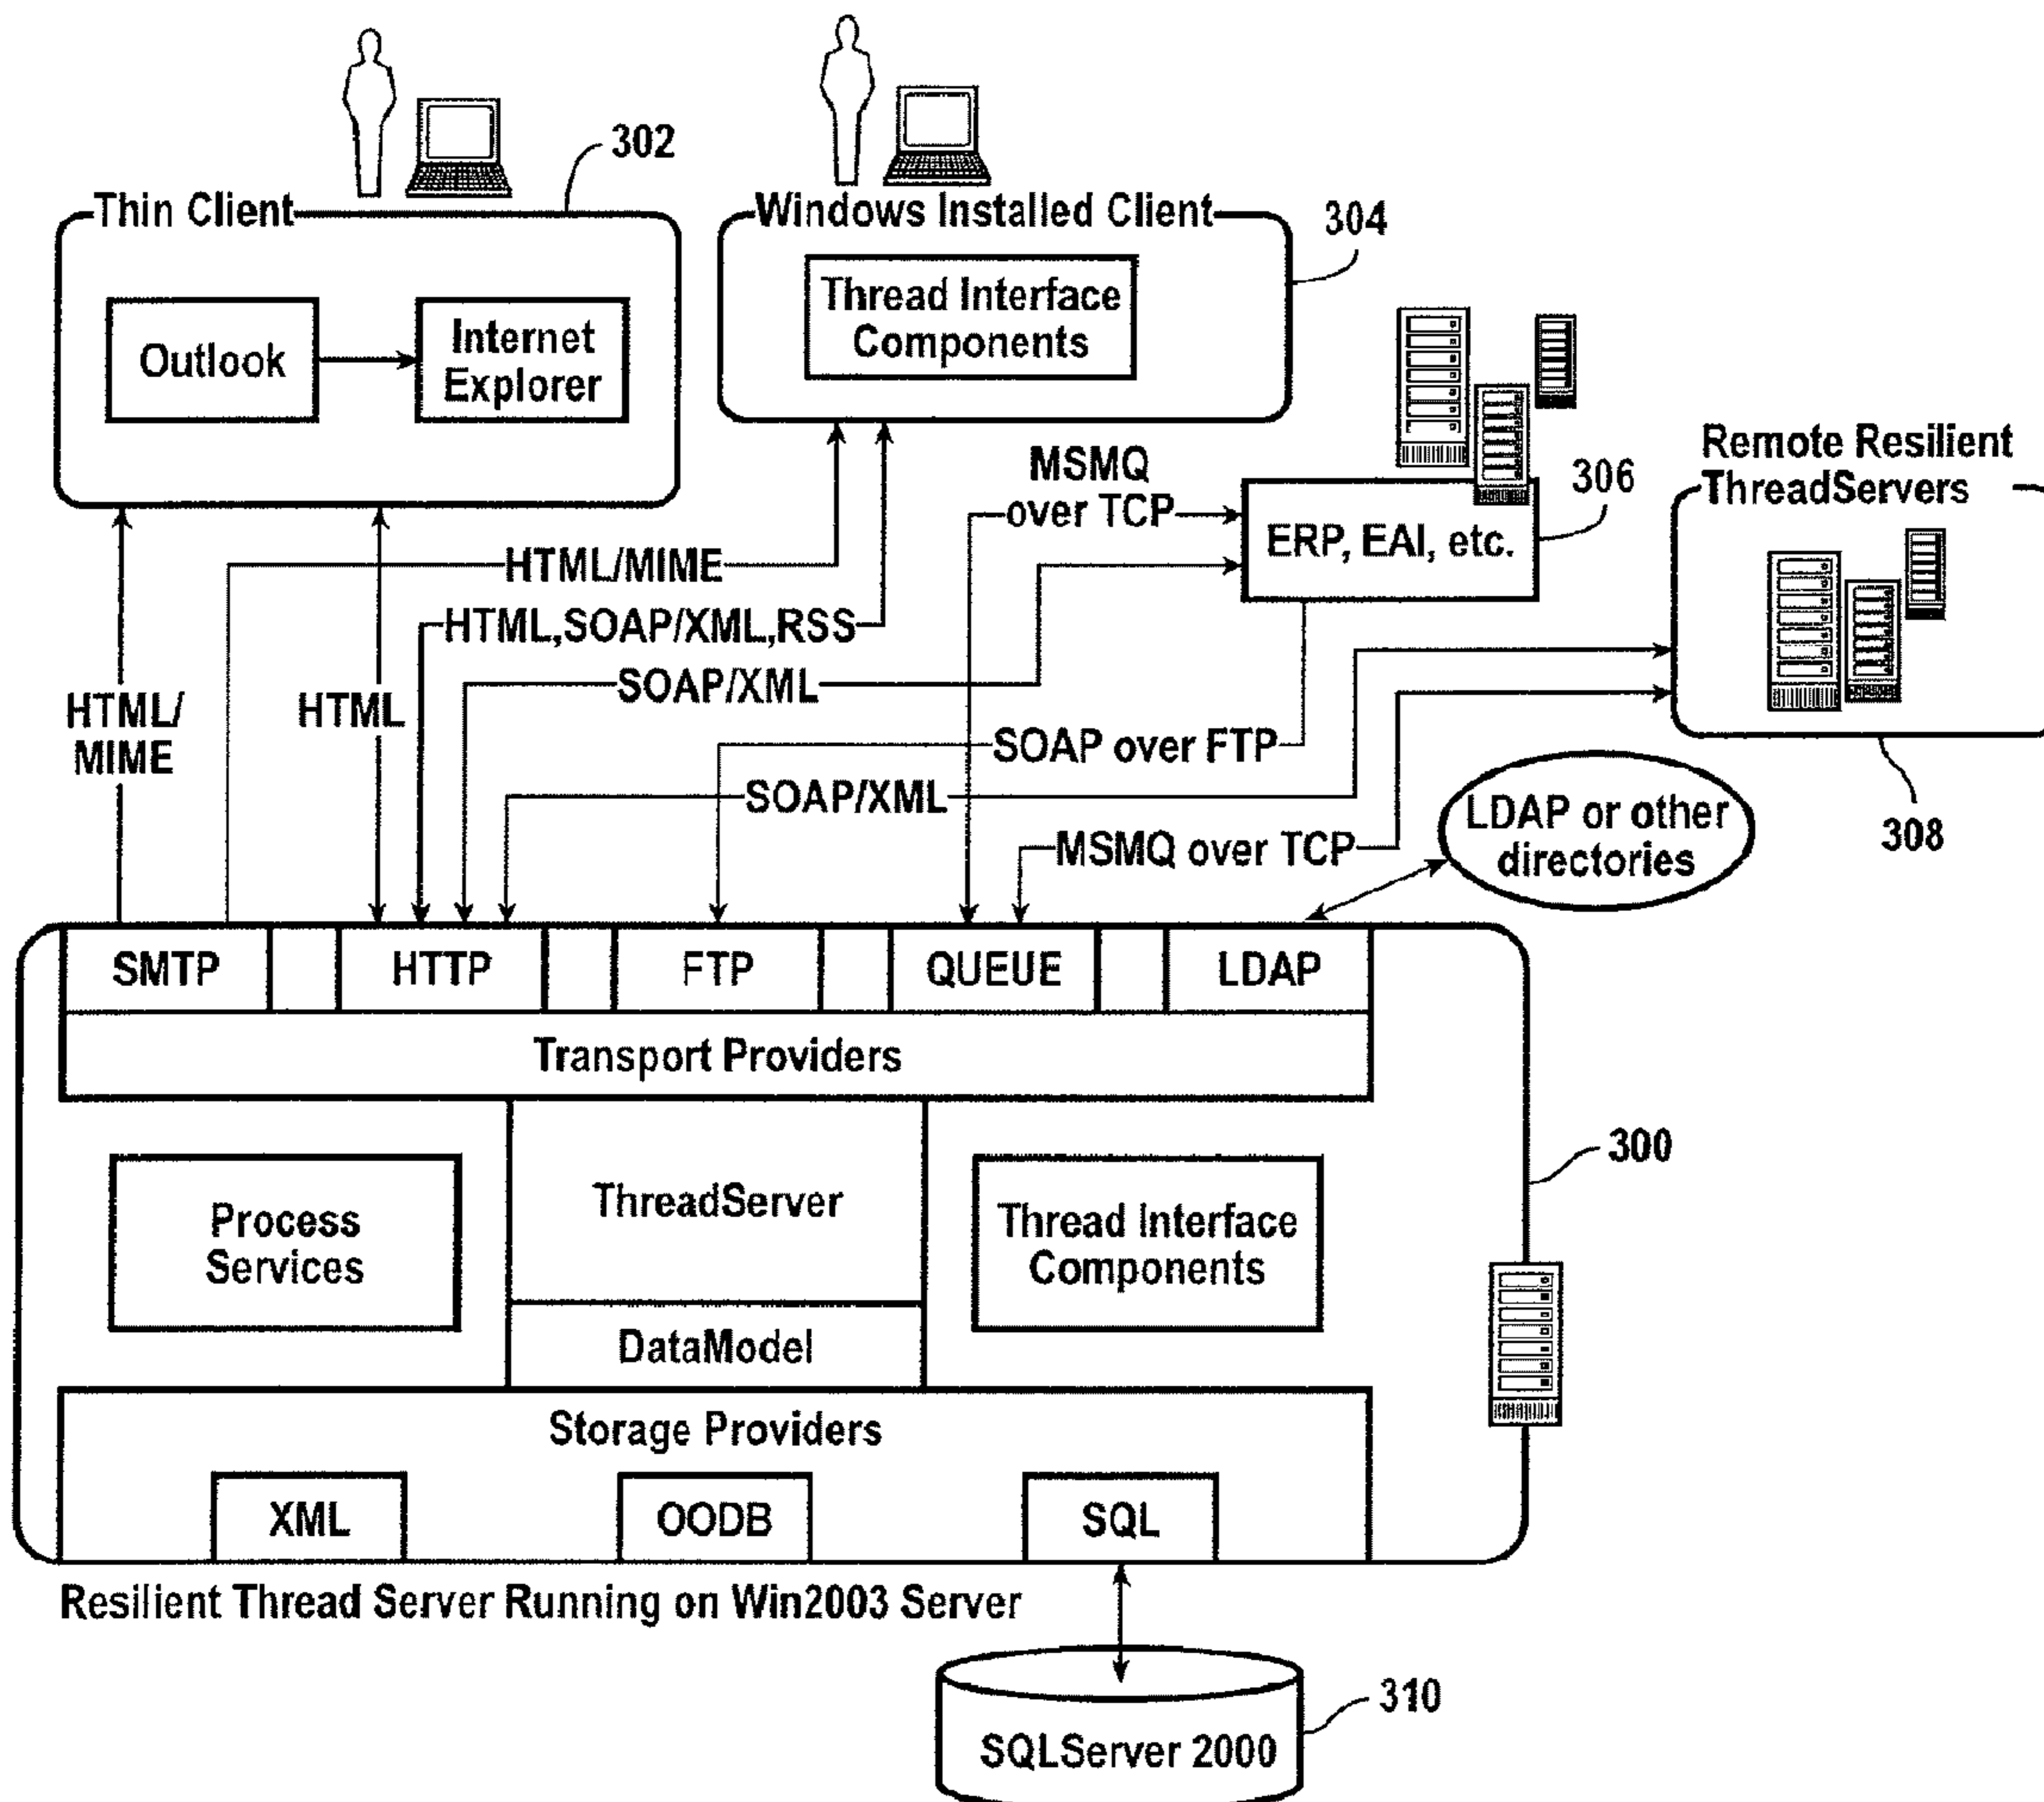 302
Thin Client
Windows Installed Client
304
Thread Interface
Components
Outlook
Internet
Explorer
Remote Resilient
ThreadServers
MSMQ
over TCP
306
ERP, EAI, etc.
HTML/MIME
HTML,SOAP/XML,RSS
SOAP/XML
HTML/
MIME
HTML
SOAP over FTP
SOAP/XML
MSMQ over TCP
LDAP or other
directories
308
SMTP
HTTP
FTP
QUEUE
LDAP
Transport Providers
300
Process
Services
ThreadServer
Thread Interface
Components
DataModel
Storage Providers
XML
OODB
SQL
Resilient Thread Server Running on Win2003 Server
310
SQLServer 2000